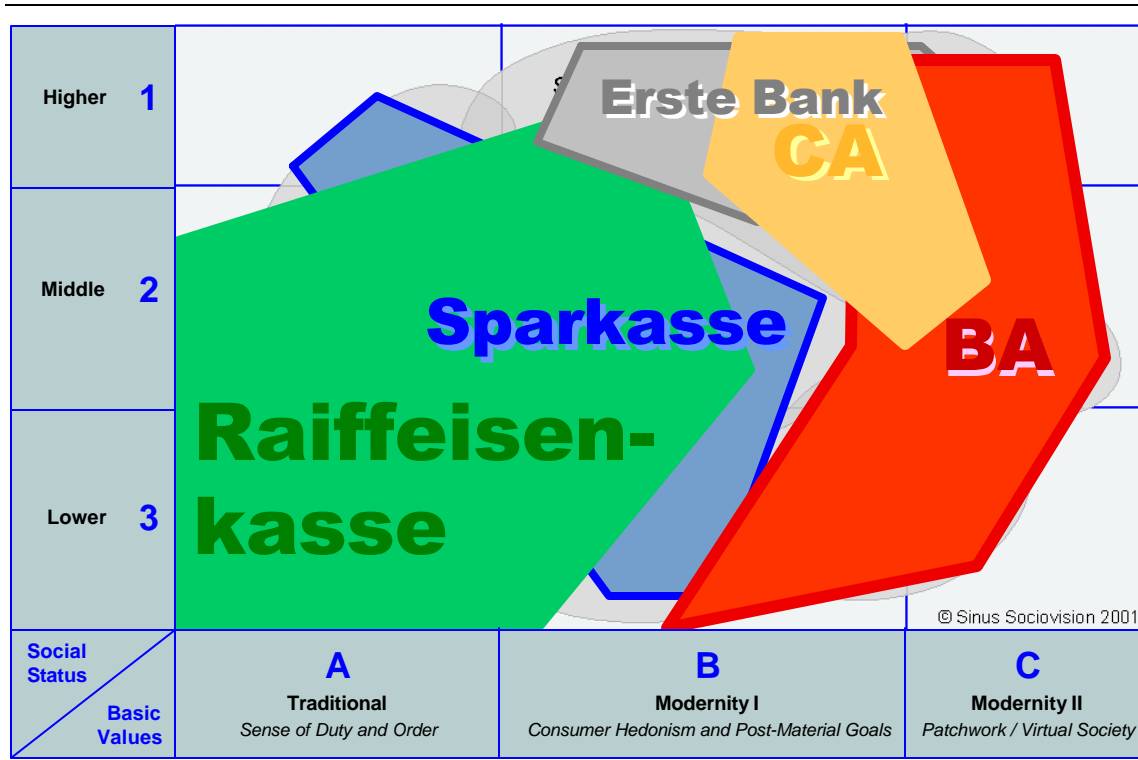 Higher 1
Erste Bank
CA
Middle 2
Sparkasse
BA
Raiffeisen-
kasse
Lower 3
© Sinus Sociovision 2001
Social
Status
Basic
Values
A
Traditional
Sense of Duty and Order
B
Modernity I
Consumer Hedonism and Post-Material Goals
C
Modernity II
Patchwork / Virtual Society